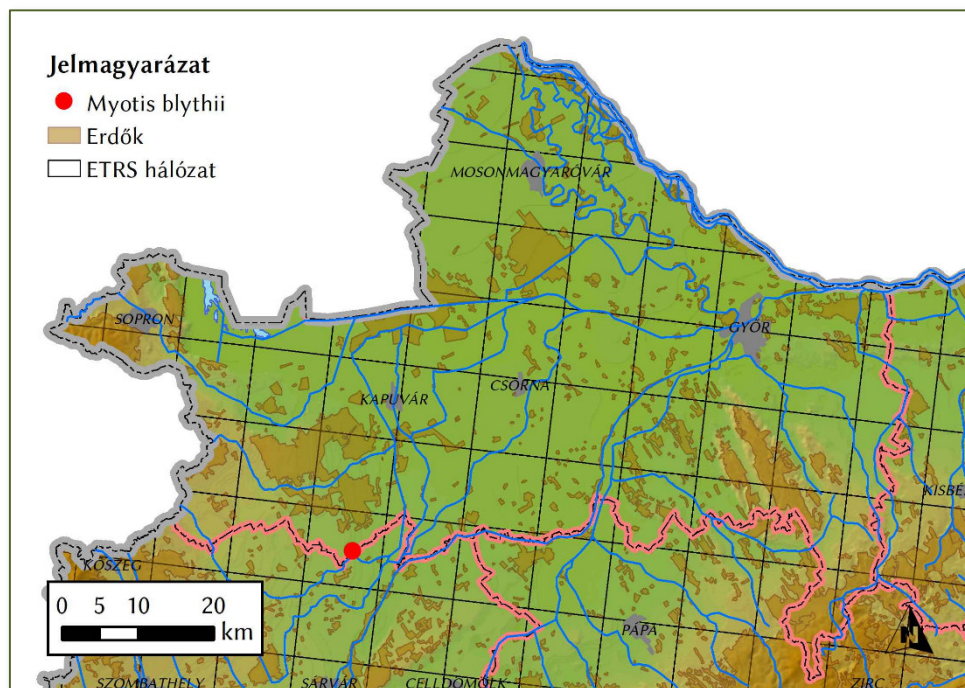 Jelmagyarázat
Myotis blythii
Erdők
ETRS hálózat
MOSONMAGYARÓVÁR
SOPRON
GYŐR
CSORNA
KAPUVÁR
KISBÉ
KŐSZEG
0 5 10 20
km
PÁPA
N
SZOMBATHELY
SÁRVÁR
CELLDÖMÖLK
ZIRC